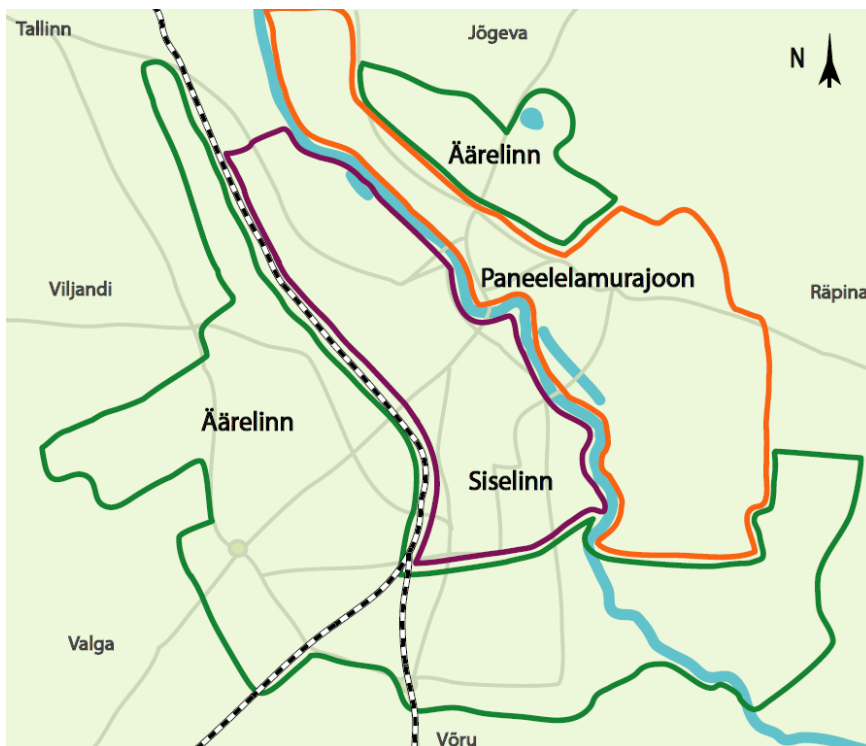 Tallinn
Jõgeva
N
Äärelinn
Paneelelamurajoon
Viljandi
Räpina
Äärelinn
Siselinn
Valga
Võru